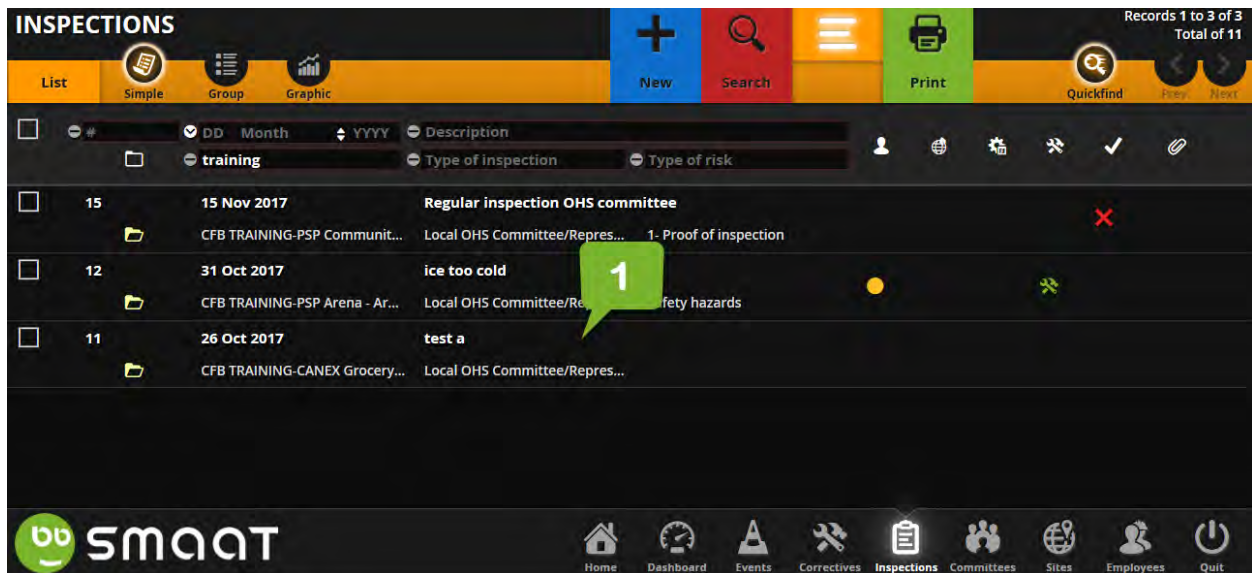 INSPECTIONS
Records 1 to 3 of 3
Total of 11
List
Simple
Group
Graphic
New
Search
Print
Quickfind
Prev
Next
# DD Month YYYY Description
training Type of inspection Type of risk
15 15 Nov 2017 Regular inspection OHS committee
CFB TRAINING-PSP Communit... Local OHS Committee/Repres... 1- Proof of inspection
12 31 Oct 2017 ice too cold
CFB TRAINING-PSP Arena - Ar... Local OHS Committee/Re fety hazards
1
11 26 Oct 2017 test a
CFB TRAINING-CANEX Grocery... Local OHS Committee/Repres...
smaat
Home
Dashboard
Events
Correctives
Inspections
Committees
Sites
Employees
Quit